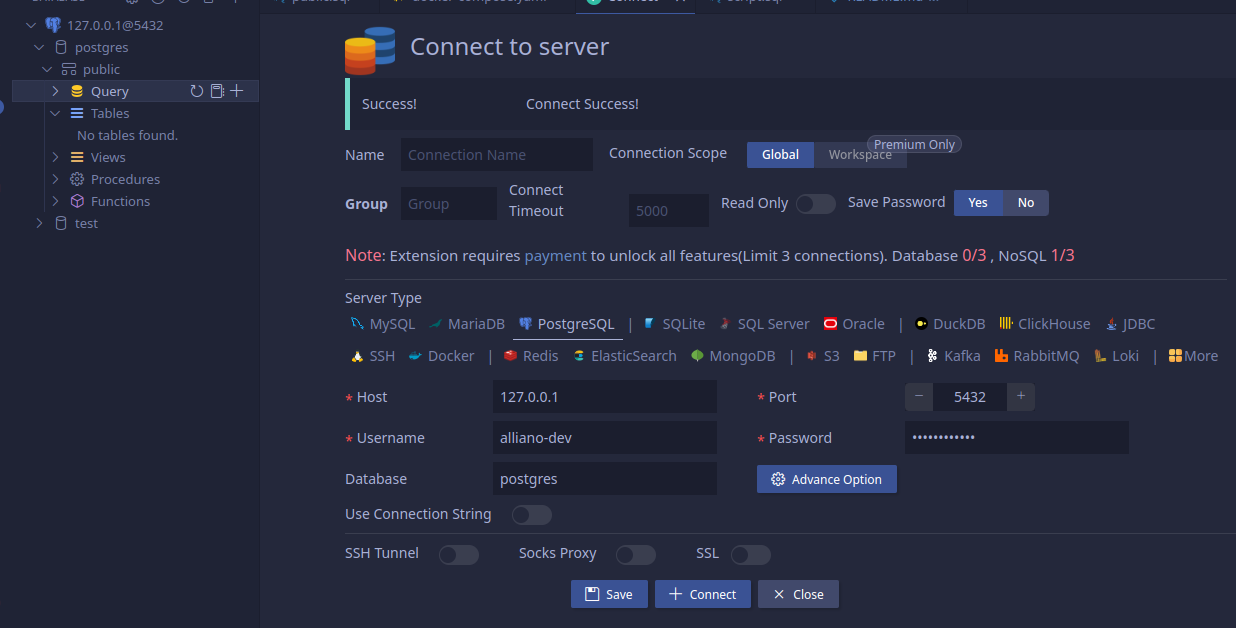 127.0.0.1@5432
postgres
public
Query
Tables
No tables found.
Views
Procedures
Functions
test
Connect to server
Success! Connect Success!
Name Connection Name Connection Scope Global Workspace Premium Only
Group Group Connect Timeout 5000 Read Only Save Password Yes No
Note: Extension requires payment to unlock all features(Limit 3 connections). Database 0/3 , NoSQL 1/3
Server Type
MySQL MariaDB PostgreSQL | SQLite SQL Server Oracle | DuckDB ClickHouse JDBC
SSH Docker | Redis ElasticSearch MongoDB | S3 FTP | Kafka RabbitMQ Loki | More
* Host 127.0.0.1 * Port − 5432 +
* Username alliano-dev * Password ••••••••••••
Database postgres Advance Option
Use Connection String
SSH Tunnel Socks Proxy SSL
Save Connect Close